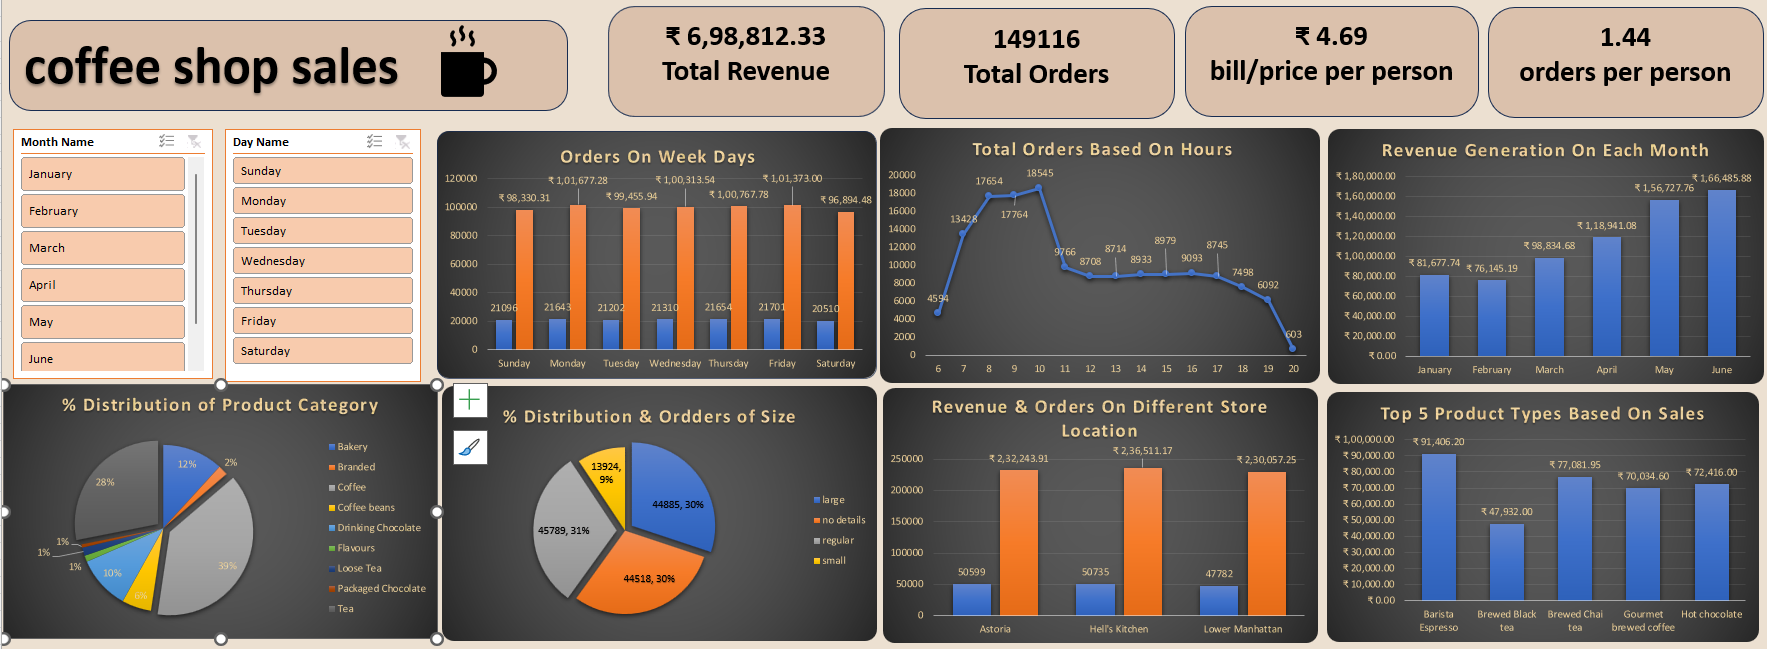 coffee shop sales
₹ 6,98,812.33
Total Revenue
149116
Total Orders
₹ 4.69
bill/price per person
1.44
orders per person
Month Name
January
February
March
April
May
June
Day Name
Sunday
Monday
Tuesday
Wednesday
Thursday
Friday
Saturday
Orders On Week Days
120000
100000
80000
60000
40000
20000
0
₹ 98,330.31
₹ 1,01,677.28
₹ 99,455.94
₹ 1,00,313.54
₹ 1,00,767.78
₹ 1,01,373.00
₹ 96,894.48
21096
21643
21202
21310
21654
21701
20510
Sunday
Monday
Tuesday
Wednesday
Thursday
Friday
Saturday
Total Orders Based On Hours
20000
18000
16000
14000
12000
10000
8000
6000
4000
2000
0
4594
13428
17654
17764
18545
9766
8708
8714
8933
8979
9093
8745
7498
6092
603
6 7 8 9 10 11 12 13 14 15 16 17 18 19 20
Revenue Generation On Each Month
₹ 1,80,000.00
₹ 1,60,000.00
₹ 1,40,000.00
₹ 1,20,000.00
₹ 1,00,000.00
₹ 80,000.00
₹ 60,000.00
₹ 40,000.00
₹ 20,000.00
₹ 0.00
₹ 81,677.74
₹ 76,145.19
₹ 98,834.68
₹ 1,18,941.08
₹ 1,56,727.76
₹ 1,66,485.88
January
February
March
April
May
June
% Distribution of Product Category
12%
2%
39%
6%
10%
1%
1%
1%
28%
Bakery
Branded
Coffee
Coffee beans
Drinking Chocolate
Flavours
Loose Tea
Packaged Chocolate
Tea
% Distribution & Ordders of Size
44885, 30%
44518, 30%
45789, 31%
13924,
9%
large
no details
regular
small
Revenue & Orders On Different Store
Location
250000
200000
150000
100000
50000
0
₹ 2,32,243.91
₹ 2,36,511.17
₹ 2,30,057.25
50599
50735
47782
Astoria
Hell's Kitchen
Lower Manhattan
Top 5 Product Types Based On Sales
₹ 1,00,000.00
₹ 90,000.00
₹ 80,000.00
₹ 70,000.00
₹ 60,000.00
₹ 50,000.00
₹ 40,000.00
₹ 30,000.00
₹ 20,000.00
₹ 10,000.00
₹ 0.00
₹ 91,406.20
₹ 47,932.00
₹ 77,081.95
₹ 70,034.60
₹ 72,416.00
Barista
Espresso
Brewed Black
tea
Brewed Chai
tea
Gourmet
brewed coffee
Hot chocolate